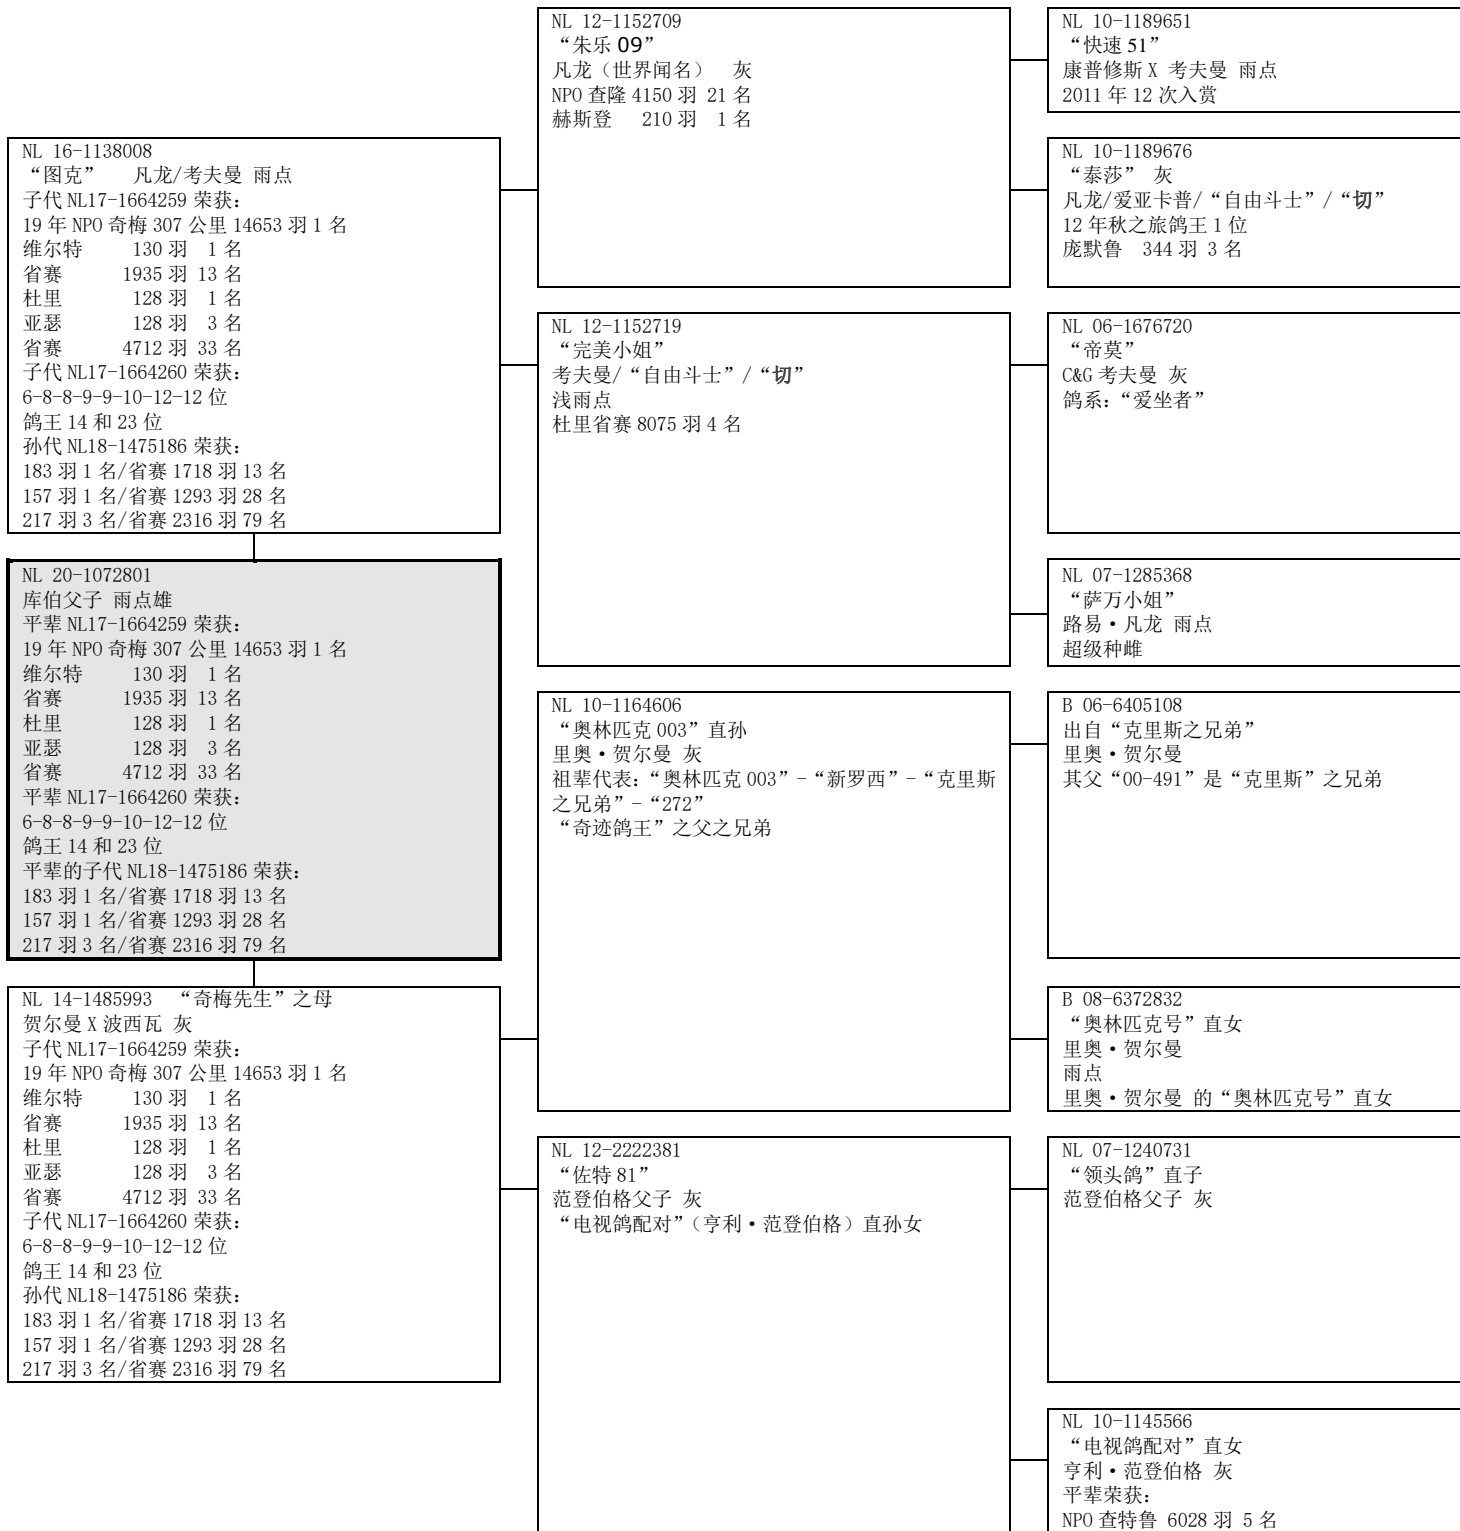 NL 16-1138008
“图克” 凡龙/考夫曼 雨点
子代 NL17-1664259 荣获：
19 年 NPO 奇梅 307 公里 14653 羽 1 名
维尔特 130 羽 1 名
省赛 1935 羽 13 名
杜里 128 羽 1 名
亚瑟 128 羽 3 名
省赛 4712 羽 33 名
子代 NL17-1664260 荣获：
6-8-8-9-9-10-12-12 位
鸽王 14 和 23 位
孙代 NL18-1475186 荣获：
183 羽 1 名/省赛 1718 羽 13 名
157 羽 1 名/省赛 1293 羽 28 名
217 羽 3 名/省赛 2316 羽 79 名
NL 20-1072801
库伯父子 雨点雄
平辈 NL17-1664259 荣获：
19 年 NPO 奇梅 307 公里 14653 羽 1 名
维尔特 130 羽 1 名
省赛 1935 羽 13 名
杜里 128 羽 1 名
亚瑟 128 羽 3 名
省赛 4712 羽 33 名
平辈 NL17-1664260 荣获：
6-8-8-9-9-10-12-12 位
鸽王 14 和 23 位
平辈的子代 NL18-1475186 荣获：
183 羽 1 名/省赛 1718 羽 13 名
157 羽 1 名/省赛 1293 羽 28 名
217 羽 3 名/省赛 2316 羽 79 名
NL 14-1485993 “奇梅先生”之母
贺尔曼 X 波西瓦 灰
子代 NL17-1664259 荣获：
19 年 NPO 奇梅 307 公里 14653 羽 1 名
维尔特 130 羽 1 名
省赛 1935 羽 13 名
杜里 128 羽 1 名
亚瑟 128 羽 3 名
省赛 4712 羽 33 名
子代 NL17-1664260 荣获：
6-8-8-9-9-10-12-12 位
鸽王 14 和 23 位
孙代 NL18-1475186 荣获：
183 羽 1 名/省赛 1718 羽 13 名
157 羽 1 名/省赛 1293 羽 28 名
217 羽 3 名/省赛 2316 羽 79 名
NL 12-1152709
“朱乐 09”
凡龙（世界闻名） 灰
NPO 查隆 4150 羽 21 名
赫斯登 210 羽 1 名
NL 12-1152719
“完美小姐”
考夫曼/“自由斗士”/“切”
浅雨点
杜里省赛 8075 羽 4 名
NL 10-1164606
“奥林匹克 003”直孙
里奥·贺尔曼 灰
祖辈代表：“奥林匹克 003”-“新罗西”-“克里斯
之兄弟”-“272”
“奇迹鸽王”之父之兄弟
NL 12-2222381
“佐特 81”
范登伯格父子 灰
“电视鸽配对”（亨利·范登伯格）直孙女
NL 10-1189651
“快速 51”
康普修斯 X 考夫曼 雨点
2011 年 12 次入赏
NL 10-1189676
“泰莎” 灰
凡龙/爱亚卡普/“自由斗士”/“切”
12 年秋之旅鸽王 1 位
庞默鲁 344 羽 3 名
NL 06-1676720
“帝莫”
C&G 考夫曼 灰
鸽系：“爱坐者”
NL 07-1285368
“萨万小姐”
路易·凡龙 雨点
超级种雌
B 06-6405108
出自“克里斯之兄弟”
里奥·贺尔曼
其父“00-491”是“克里斯”之兄弟
B 08-6372832
“奥林匹克号”直女
里奥·贺尔曼
雨点
里奥·贺尔曼 的“奥林匹克号”直女
NL 07-1240731
“领头鸽”直子
范登伯格父子 灰
NL 10-1145566
“电视鸽配对”直女
亨利·范登伯格 灰
平辈荣获：
NPO 查特鲁 6028 羽 5 名